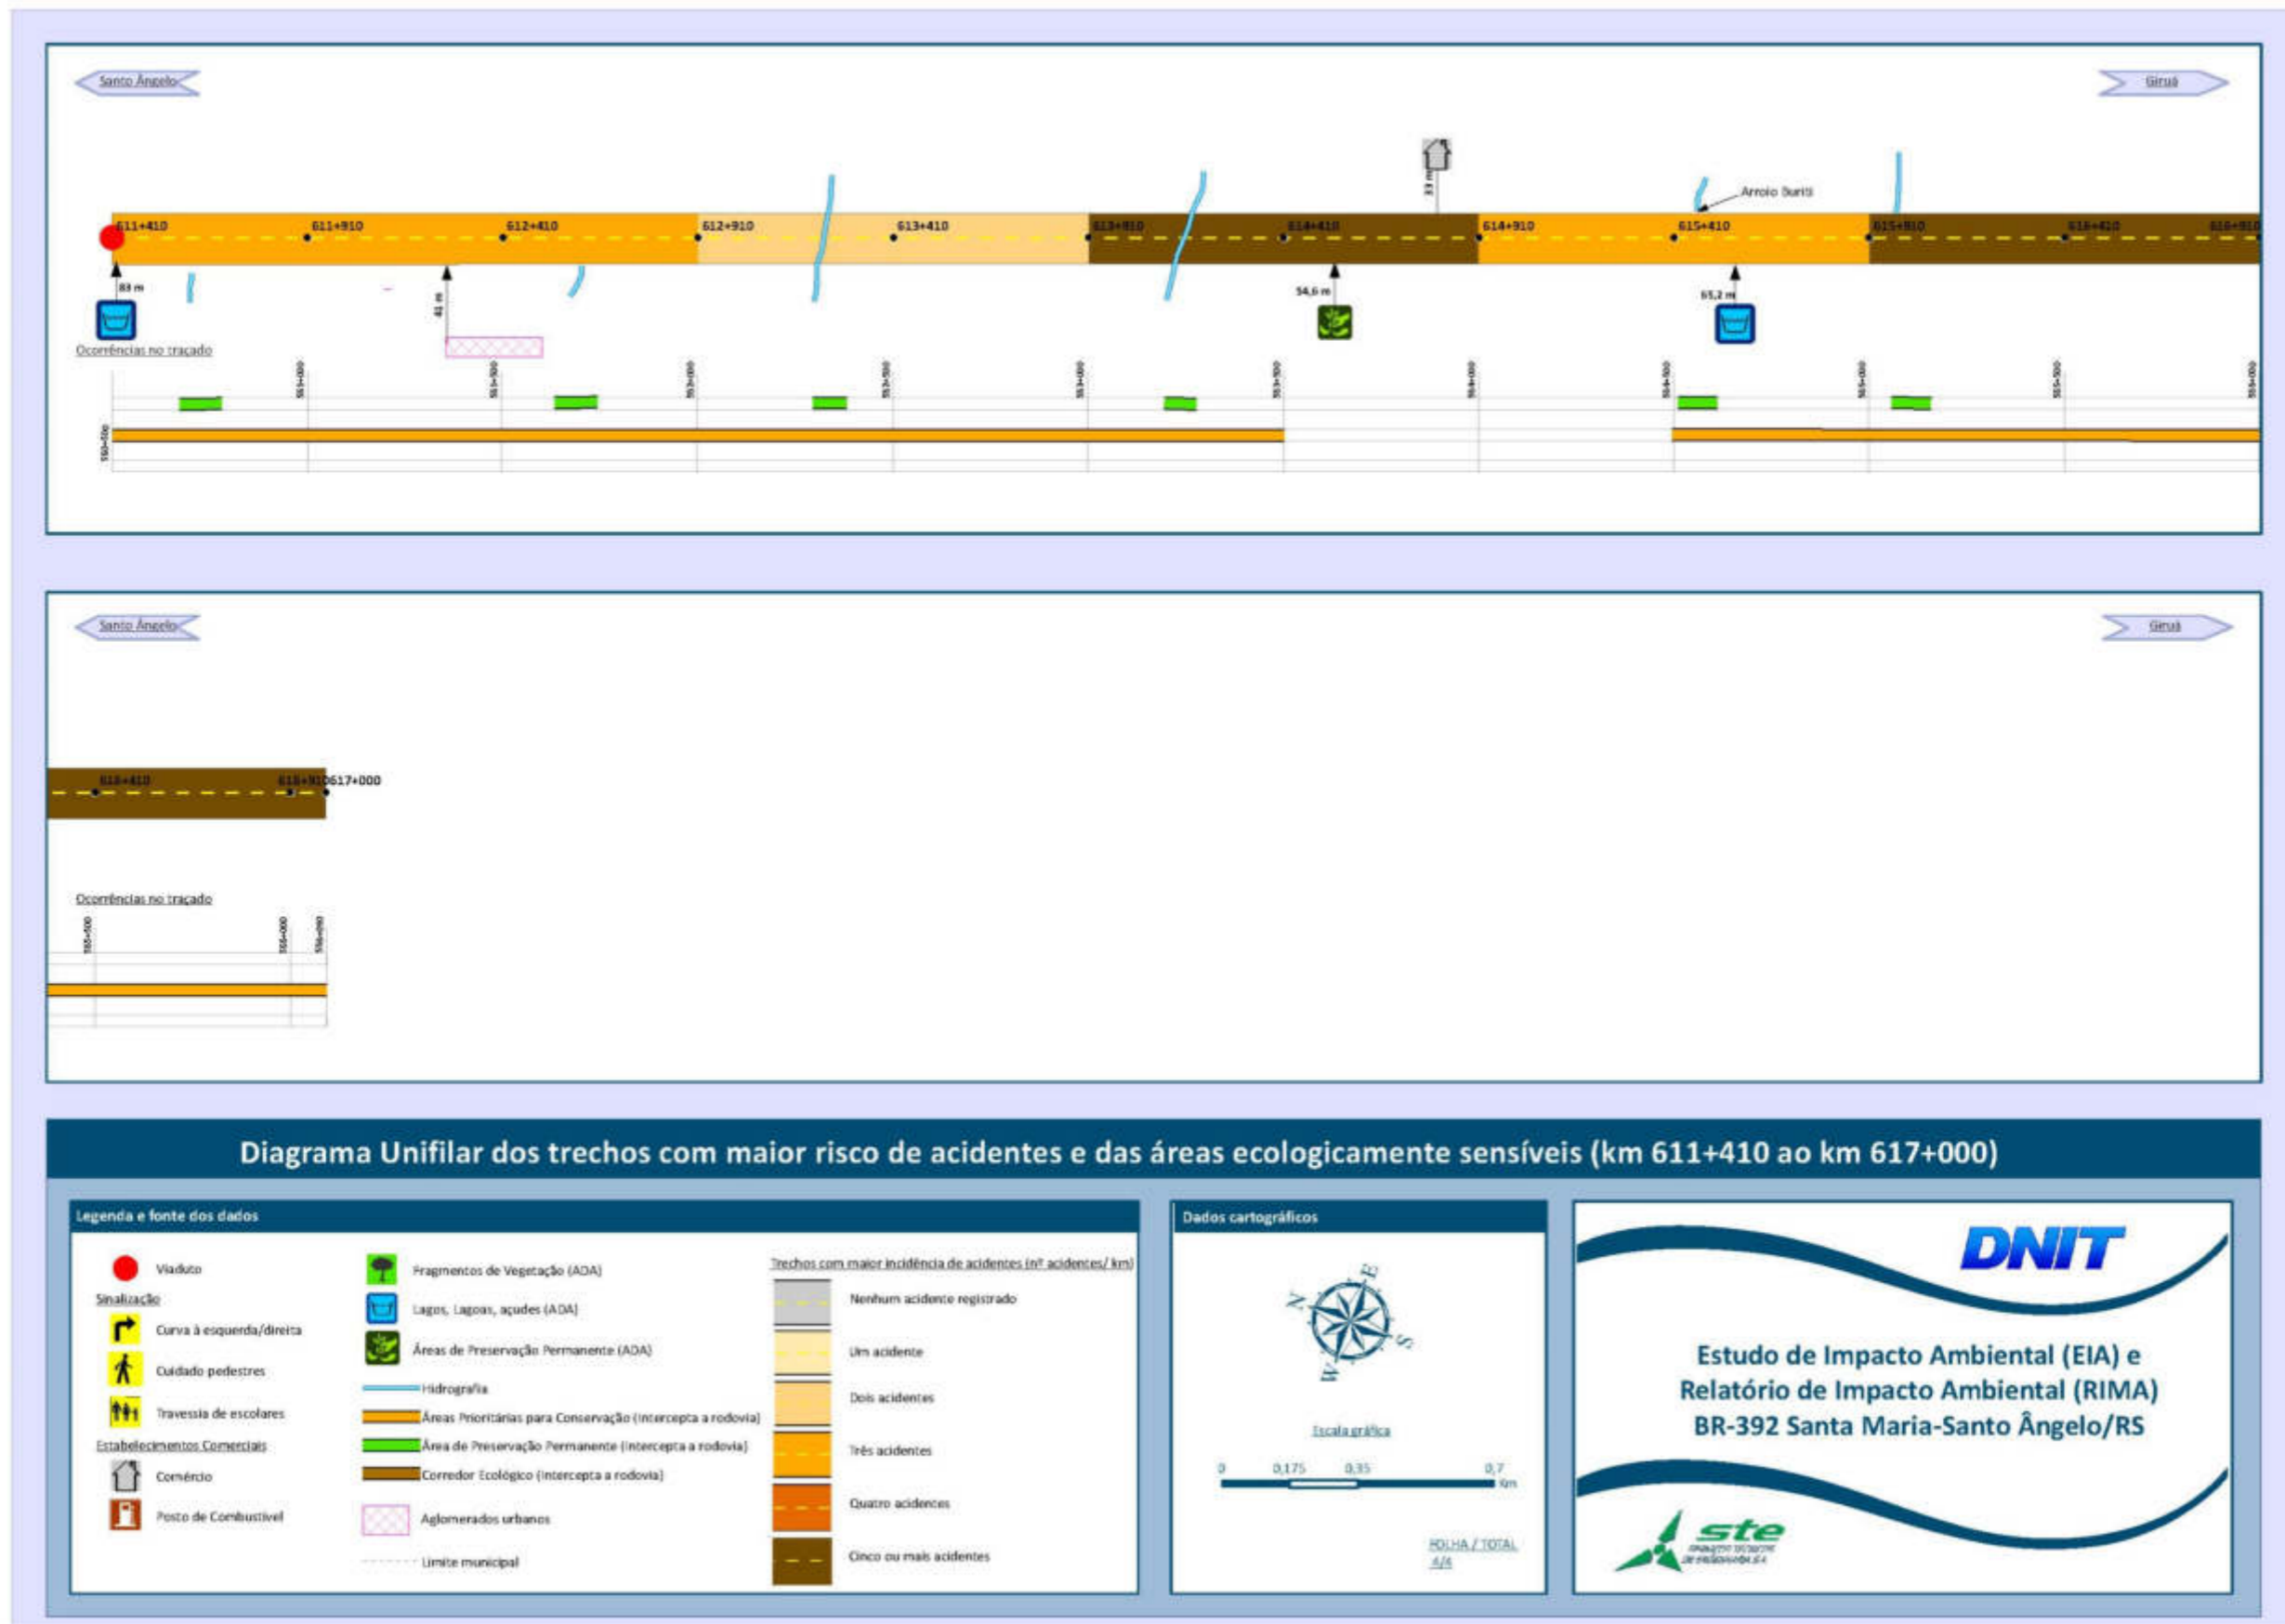 Santo Ângelo
Giruá
Arroio Buriti
33 m
611+410
611+910
612+410
612+910
613+410
613+910
614+410
614+910
615+410
615+910
616+410
616+910
83 m
41 m
54,6 m
65,2 m
Ocorrências no traçado
Santo Ângelo
Giruá
616+410
616+910
617+000
Ocorrências no traçado
Diagrama Unifilar dos trechos com maior risco de acidentes e das áreas ecologicamente sensíveis (km 611+410 ao km 617+000)
Legenda e fonte dos dados
Viaduto
Sinalização
Curva à esquerda/direita
Cuidado pedestres
Travessia de escolares
Estabelecimentos Comerciais
Comércio
Posto de Combustível
Fragmentos de Vegetação (ADA)
Lagos, Lagoas, açudes (ADA)
Áreas de Preservação Permanente (ADA)
Hidrografia
Áreas Prioritárias para Conservação (Intercepta a rodovia)
Área de Preservação Permanente (Intercepta a rodovia)
Corredor Ecológico (Intercepta a rodovia)
Aglomerados urbanos
Limite municipal
Trechos com maior incidência de acidentes (nº acidentes/ km)
Nenhum acidente registrado
Um acidente
Dois acidentes
Três acidentes
Quatro acidentes
Cinco ou mais acidentes
Dados cartográficos
N
E
S
W
Escala gráfica
0 0,175 0,35 0,7
Km
FOLHA / TOTAL
4/4
DNIT
Estudo de Impacto Ambiental (EIA) e
Relatório de Impacto Ambiental (RIMA)
BR-392 Santa Maria-Santo Ângelo/RS
ste